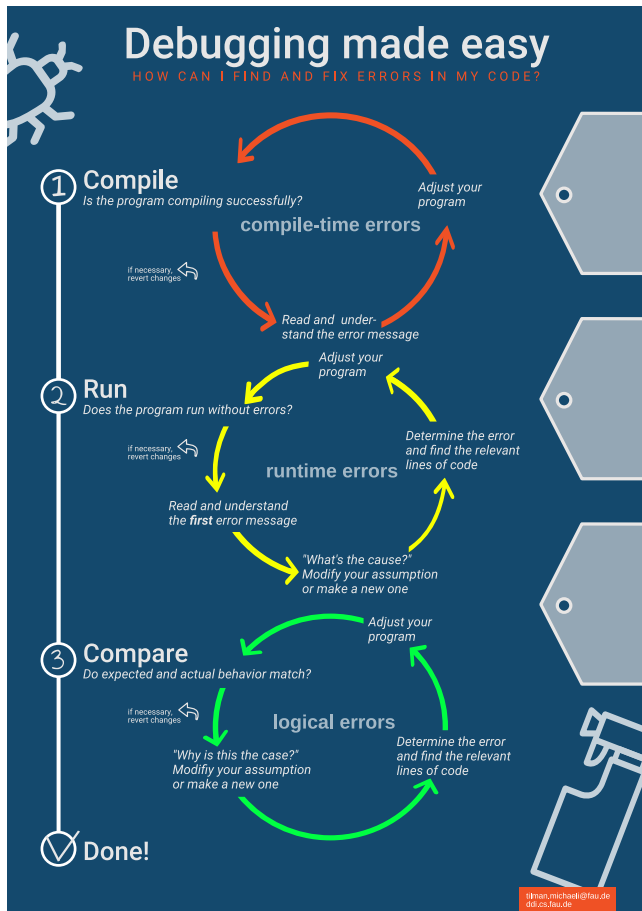 Debugging made easy
HOW CAN I FIND AND FIX ERRORS IN MY CODE?
1 Compile
Is the program compiling successfully?
Adjust your
program
compile-time errors
if necessary,
revert changes
Read and under-
stand the error message
Adjust your
program
2 Run
Does the program run without errors?
if necessary,
revert changes
Determine the error
and find the relevant
lines of code
runtime errors
Read and understand
the first error message
"What's the cause?"
Modify your assumption
or make a new one
Adjust your
program
3 Compare
Do expected and actual behavior match?
if necessary,
revert changes
logical errors
"Why is this the case?"
Modifiy your assumption
or make a new one
Determine the error
and find the relevant
lines of code
Done!
tilman.michaeli@fau.de
ddi.cs.fau.de